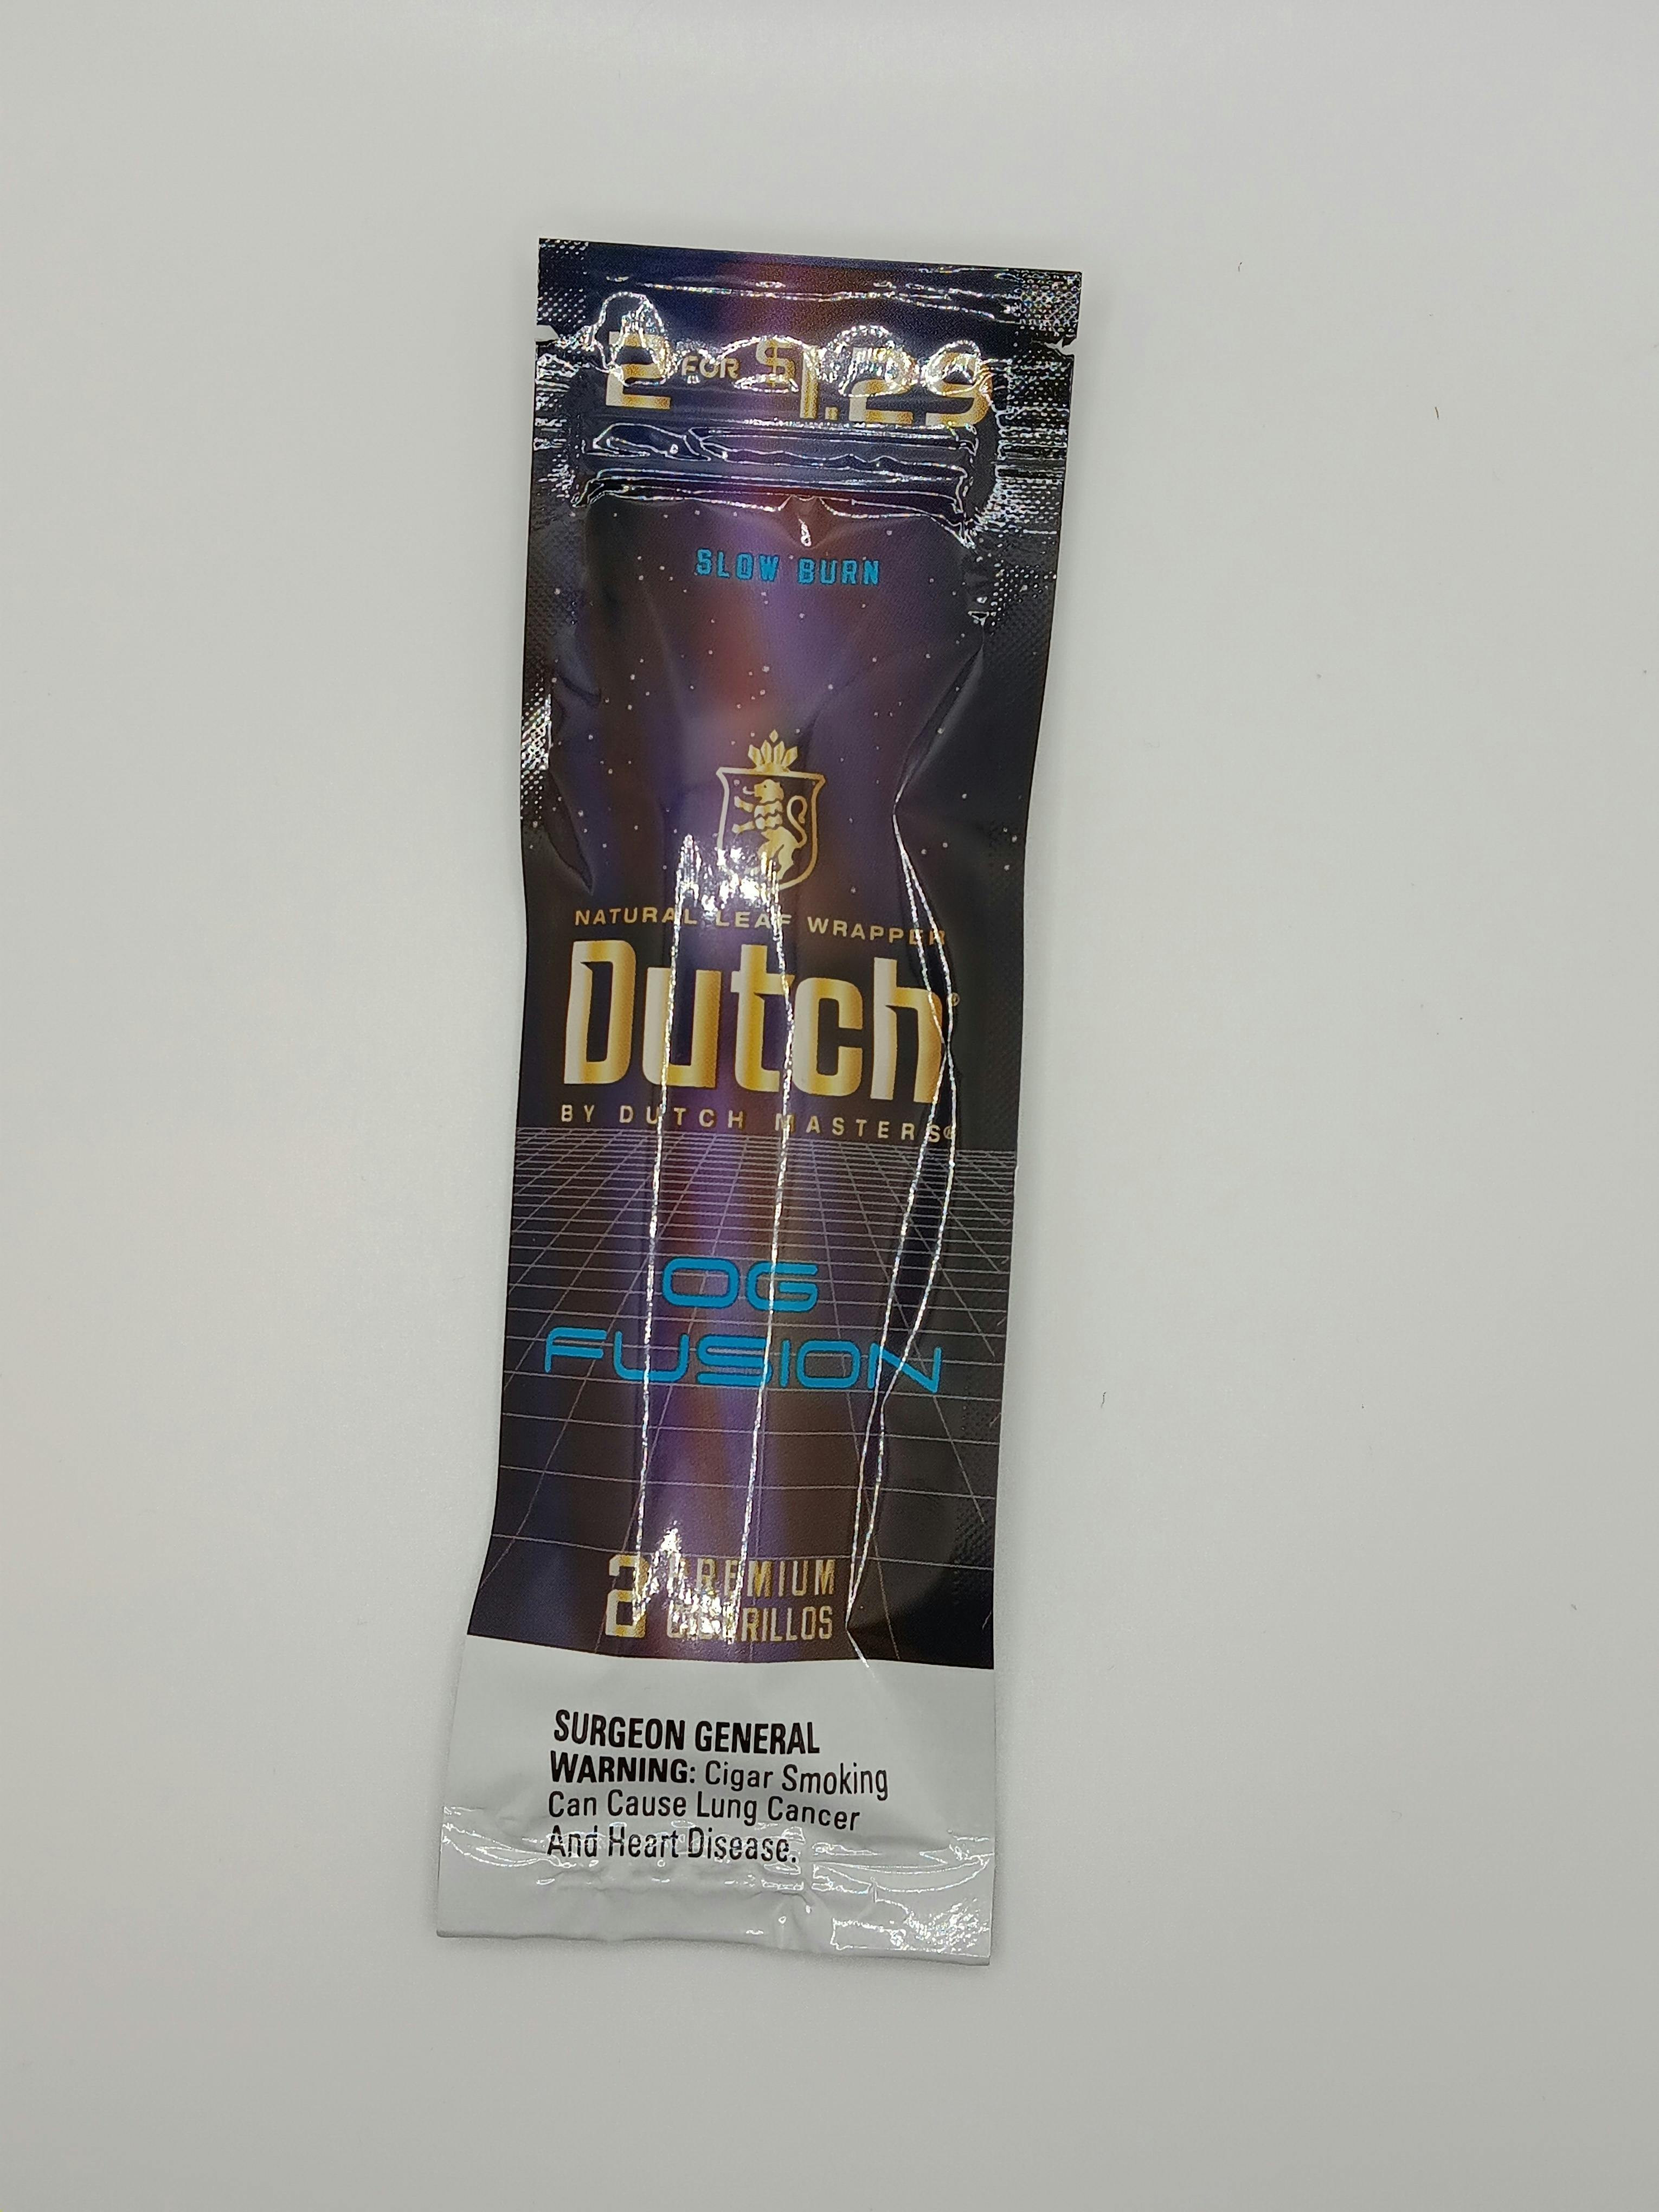 2 FOR $1.29
SLOW BURN
NATURAL LEAF WRAPPER
Dutch®
BY DUTCH MASTERS®
OG
FUSION
2 PREMIUM
CIGARILLOS
SURGEON GENERAL
WARNING: Cigar Smoking
Can Cause Lung Cancer
And Heart Disease.